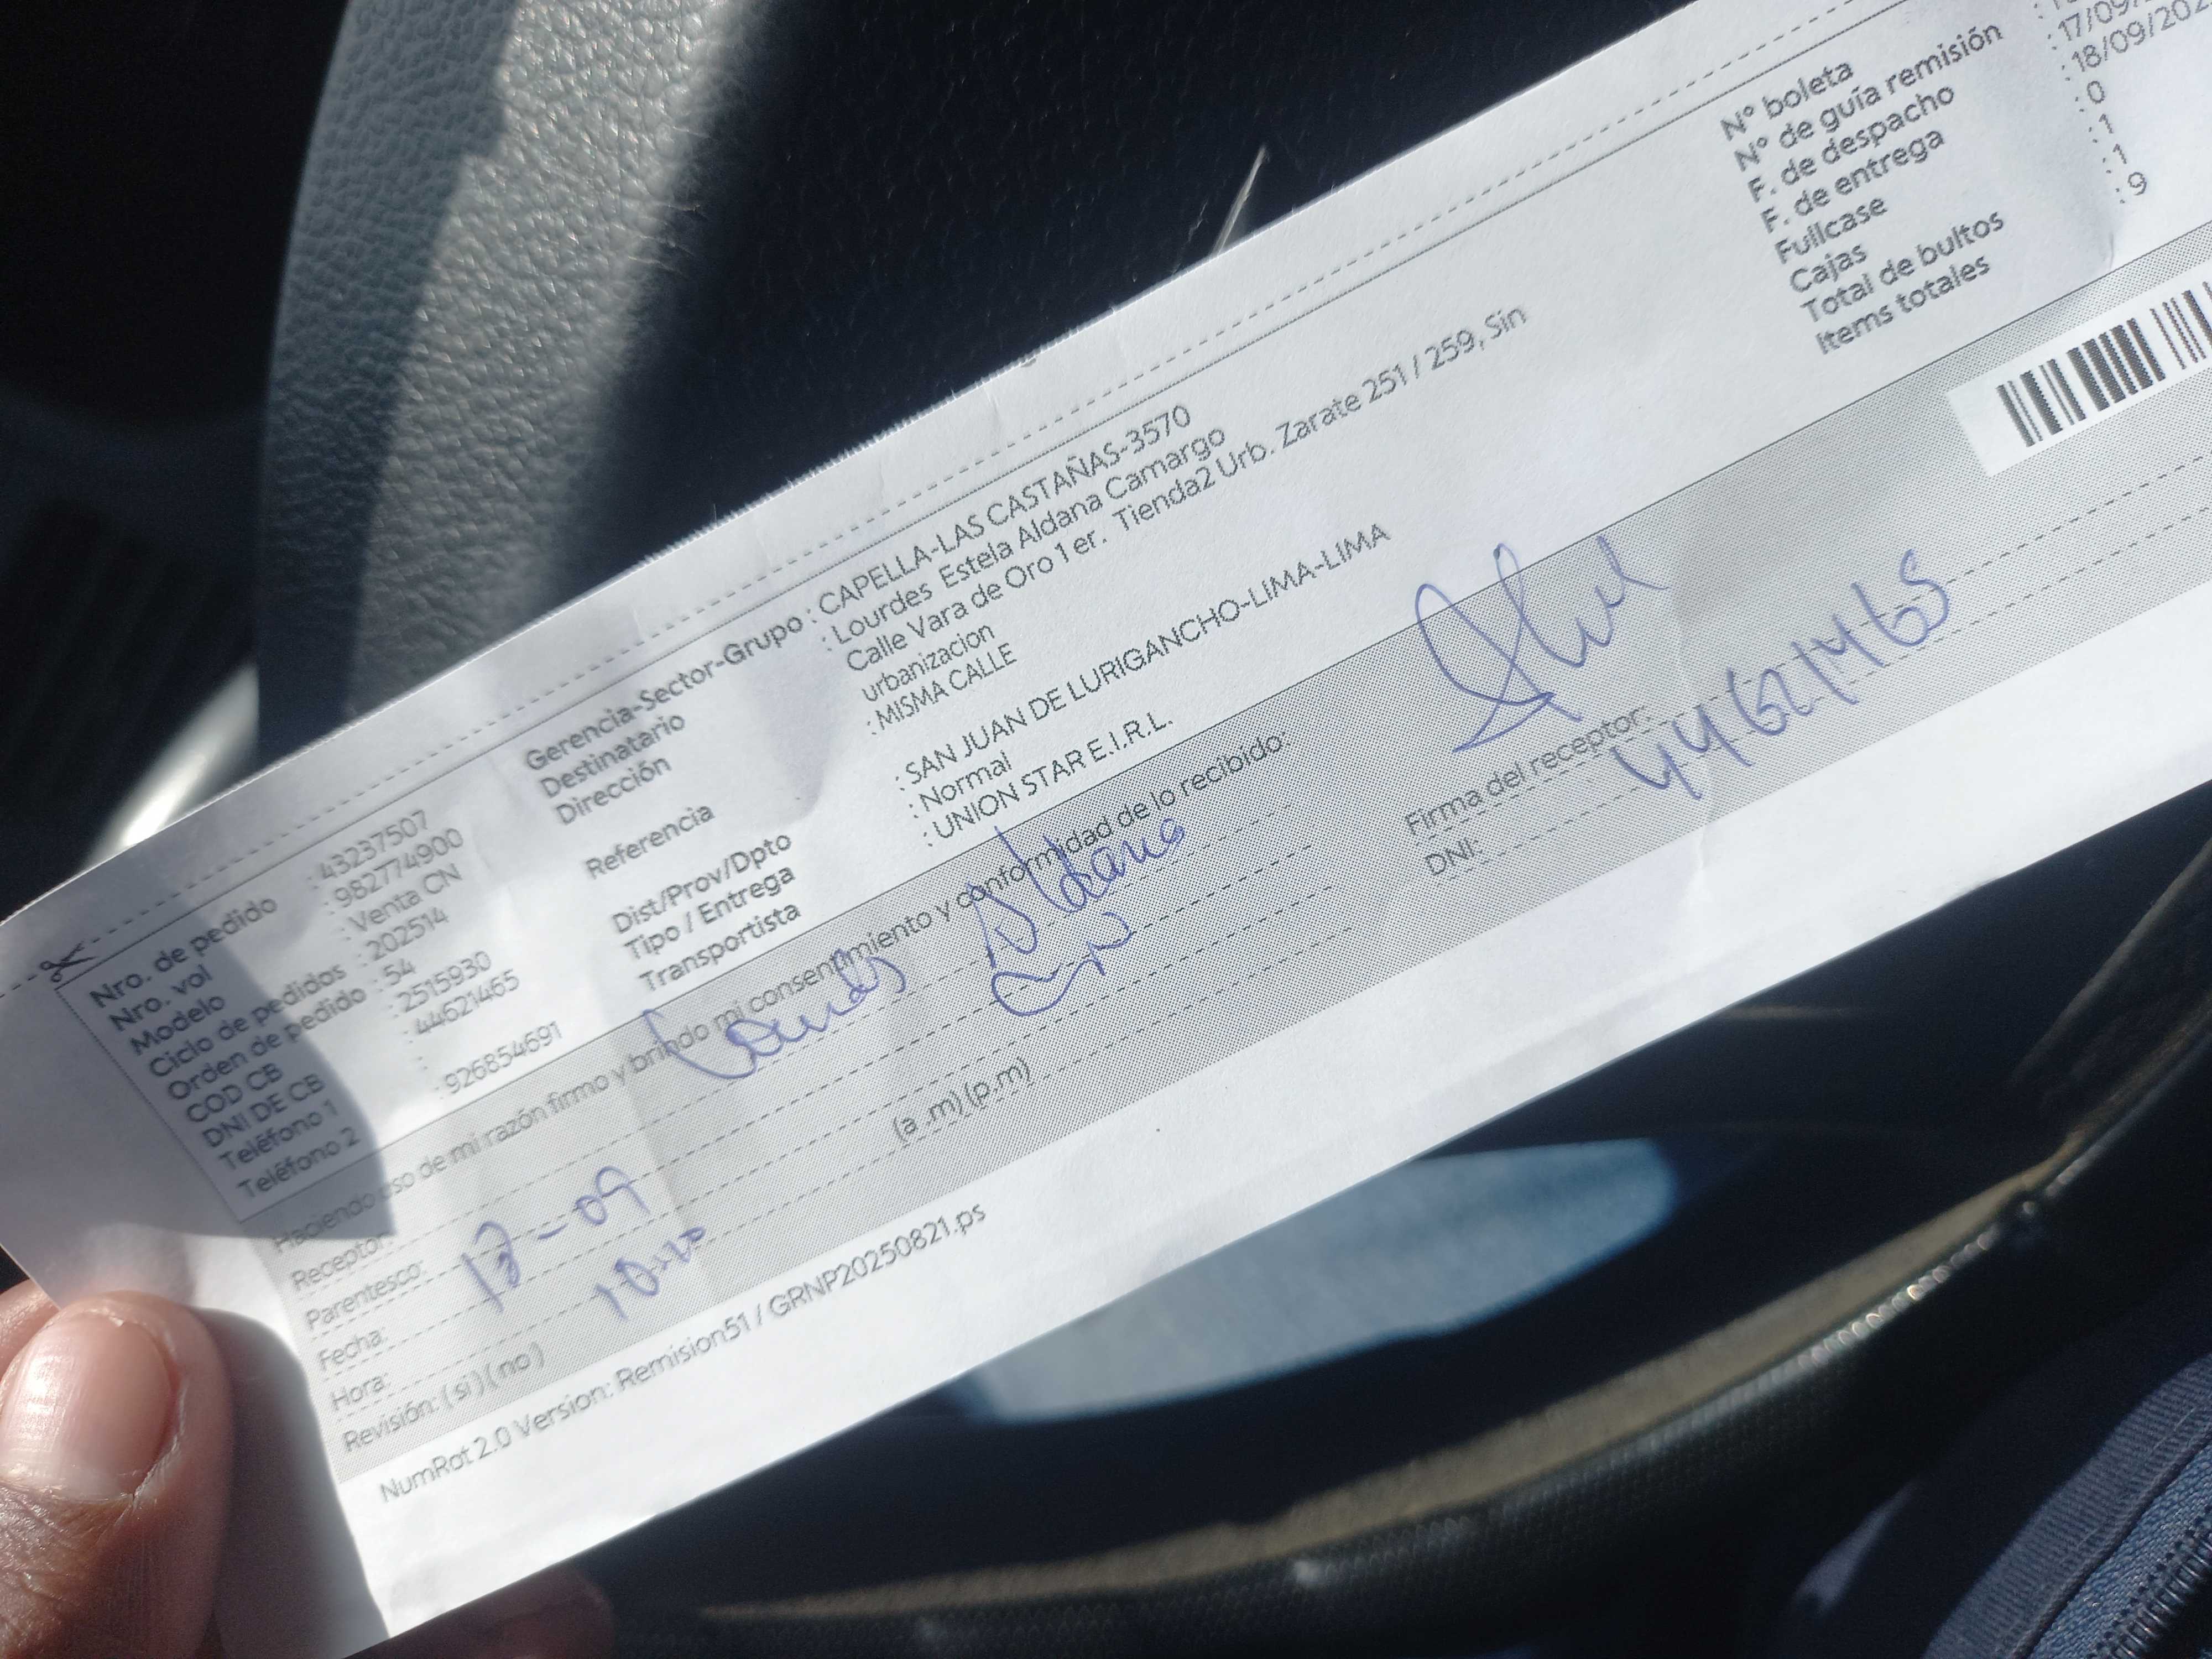 Nro. de pedido : 43237507
Nro. vol : 982774900
Modelo : Venta CN
Ciclo de pedidos : 202514
Orden de pedido : 54
COD CB : 2515930
DNI DE CB : 44621465
Teléfono 1 :
Teléfono 2 : 926854691
Gerencia-Sector-Grupo : CAPELLA-LAS CASTAÑAS-3570
Destinatario : Lourdes Estela Aldana Camargo
Dirección Calle Vara de Oro 1 er. Tienda2 Urb. Zarate 251 / 259, Sin
urbanizacion
Referencia : MISMA CALLE
Dist/Prov/Dpto : SAN JUAN DE LURIGANCHO-LIMA-LIMA
Tipo / Entrega : Normal
Transportista : UNION STAR E.I.R.L.
N° boleta
N° de guía remisión
F. de despacho : 17/09/
F. de entrega : 18/09/202
Fullcase : 0
Cajas : 1
Total de bultos : 1
Items totales : 9
Haciendo uso de mi razón firmo y brindo mi consentimiento y conformidad de lo recibido:
Receptor: Lourdes Aldana
Parentesco:
Fecha: -09
Hora: (a .m) (p.m)
Revisión: ( si ) ( no )
Firma del receptor:
DNI: 44621465
NumRot 2.0 Version: Remision51 / GRNP20250821.ps